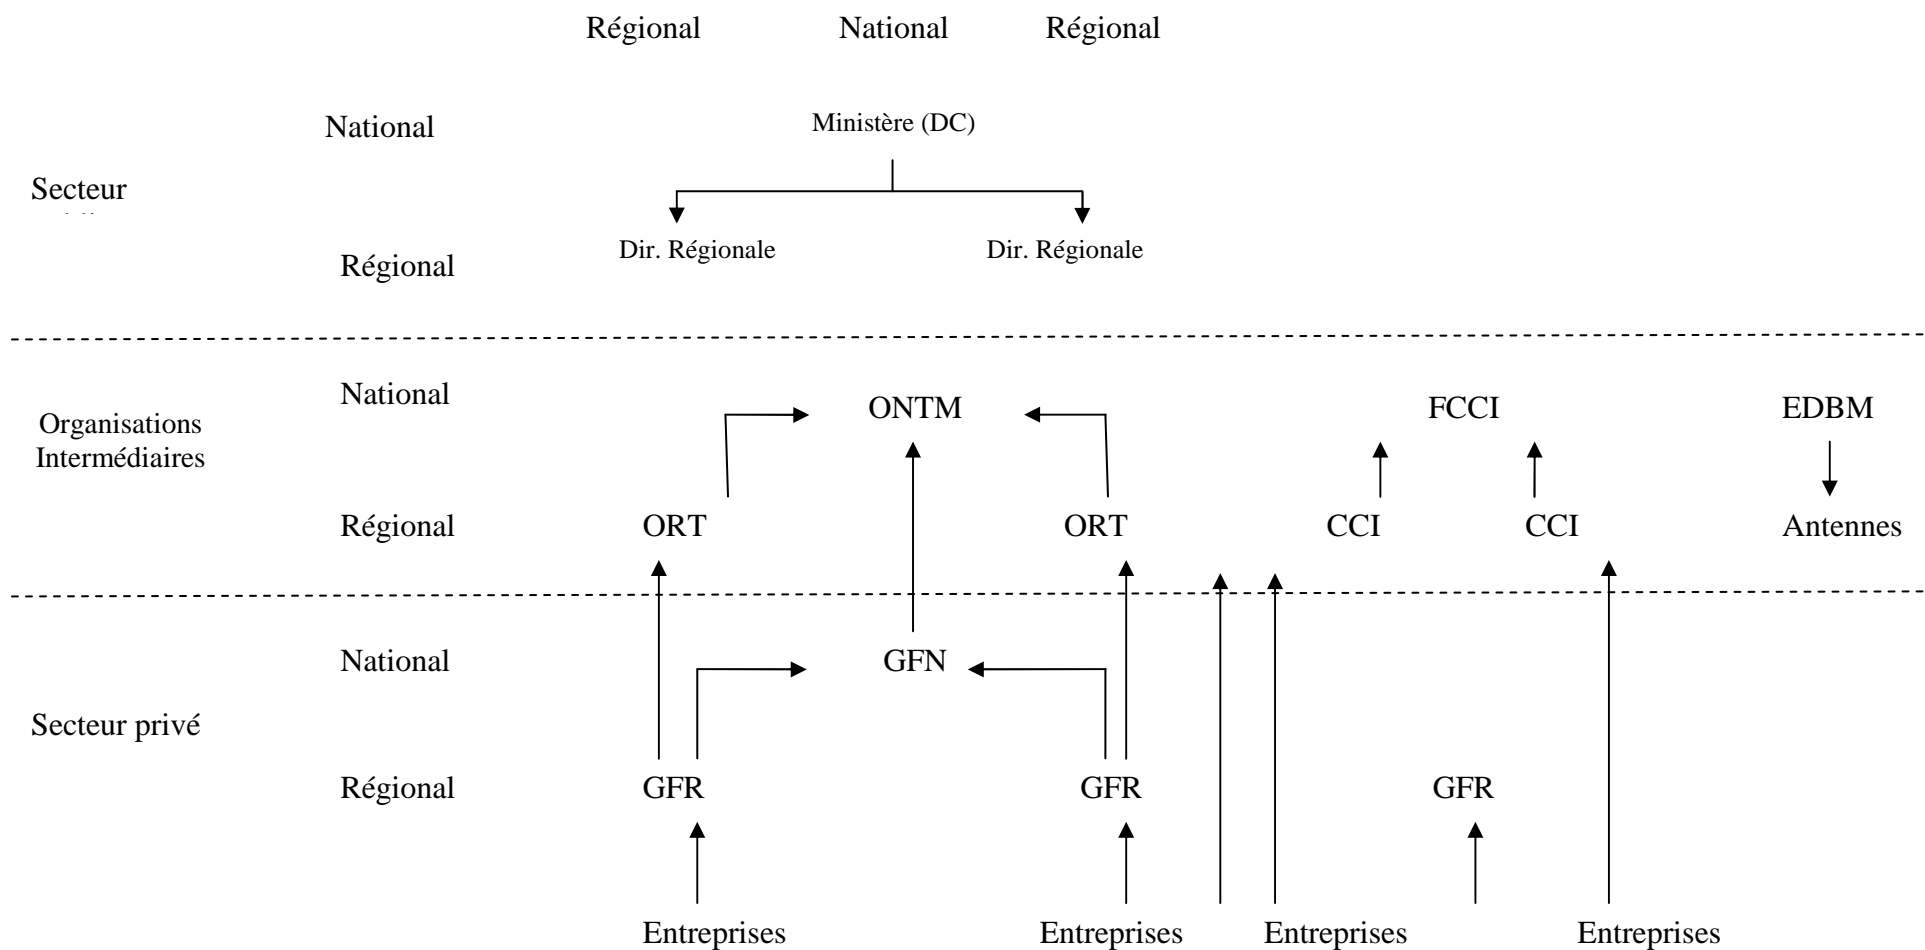 Régional National Régional
National Ministère (DC)
Secteur
Dir. Régionale Dir. Régionale
Régional
National
ONTM FCCI EDBM
Organisations
Intermédiaires
Régional ORT ORT CCI CCI Antennes
National GFN
Secteur privé
Régional GFR GFR GFR
Entreprises Entreprises Entreprises Entreprises